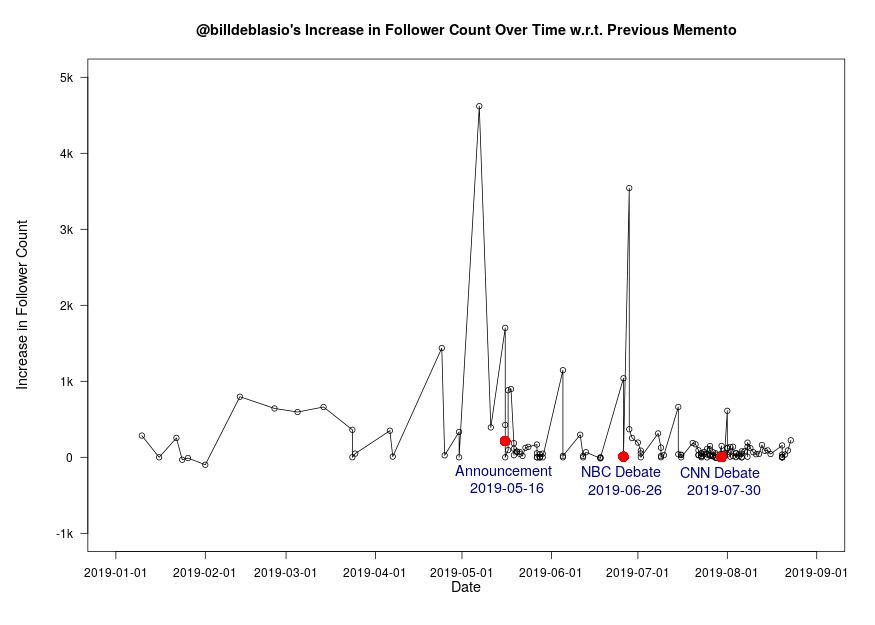 @billdeblasio's Increase in Follower Count Over Time w.r.t. Previous Memento
Increase in Follower Count
5k
4k
3k
2k
1k
0
-1k
Announcement
2019-05-16
NBC Debate
2019-06-26
CNN Debate
2019-07-30
2019-01-01 2019-02-01 2019-03-01 2019-04-01 2019-05-01 2019-06-01 2019-07-01 2019-08-01 2019-09-01
Date